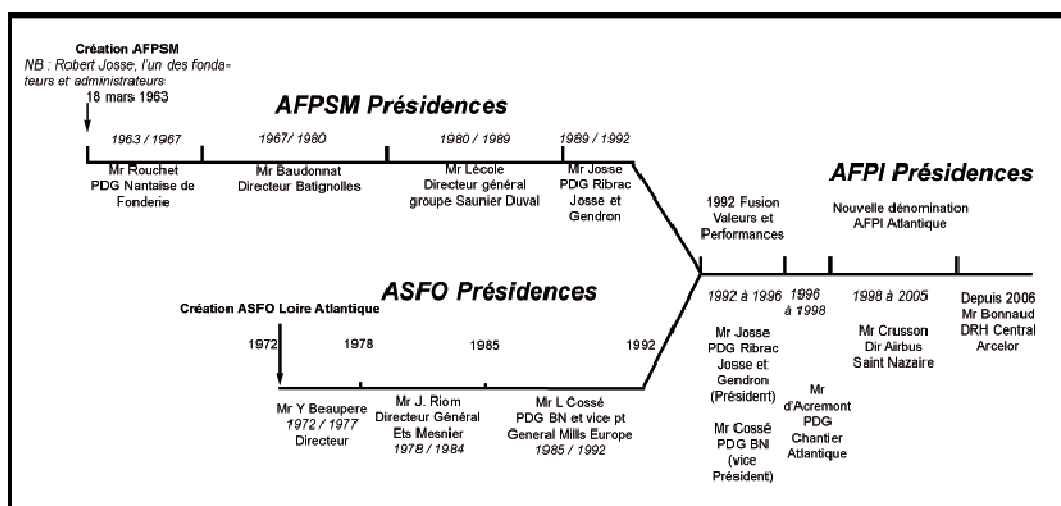 Création AFPSM
NB : Robert Josse, l'un des fonda-
teurs et administrateurs
18 mars 1963
AFPSM Présidences
1963 / 1967
1967/ 1980
1980 / 1989
1989 / 1992
Mr Rouchet
PDG Nantaise de
Fonderie
Mr Baudonnat
Directeur Batignolles
Mr Lécole
Directeur général
groupe Saunier Duval
Mr Josse
PDG Ribrac
Josse et
Gendron
AFPI Présidences
1992 Fusion
Valeurs et
Performances
Nouvelle dénomination
AFPI Atlantique
ASFO Présidences
Création ASFO Loire Atlantique
1972
1978
1985
1992
Mr Y Beaupere
1972 / 1977
Directeur
Mr J. Riom
Directeur Général
Ets Mesnier
1978 / 1984
Mr L Cossé
PDG BN et vice pt
General Mills Europe
1985 / 1992
1992 à 1996
Mr Josse
PDG Ribrac
Josse et
Gendron
(Président)
Mr Cossé
PDG BN
(vice
Président)
1996
à 1998
Mr
d'Acremont
PDG
Chantier
Atlantique
1998 à 2005
Mr Crusson
Dir Airbus
Saint Nazaire
Depuis 2006
Mr Bonnaud
DRH Central
Arcelor